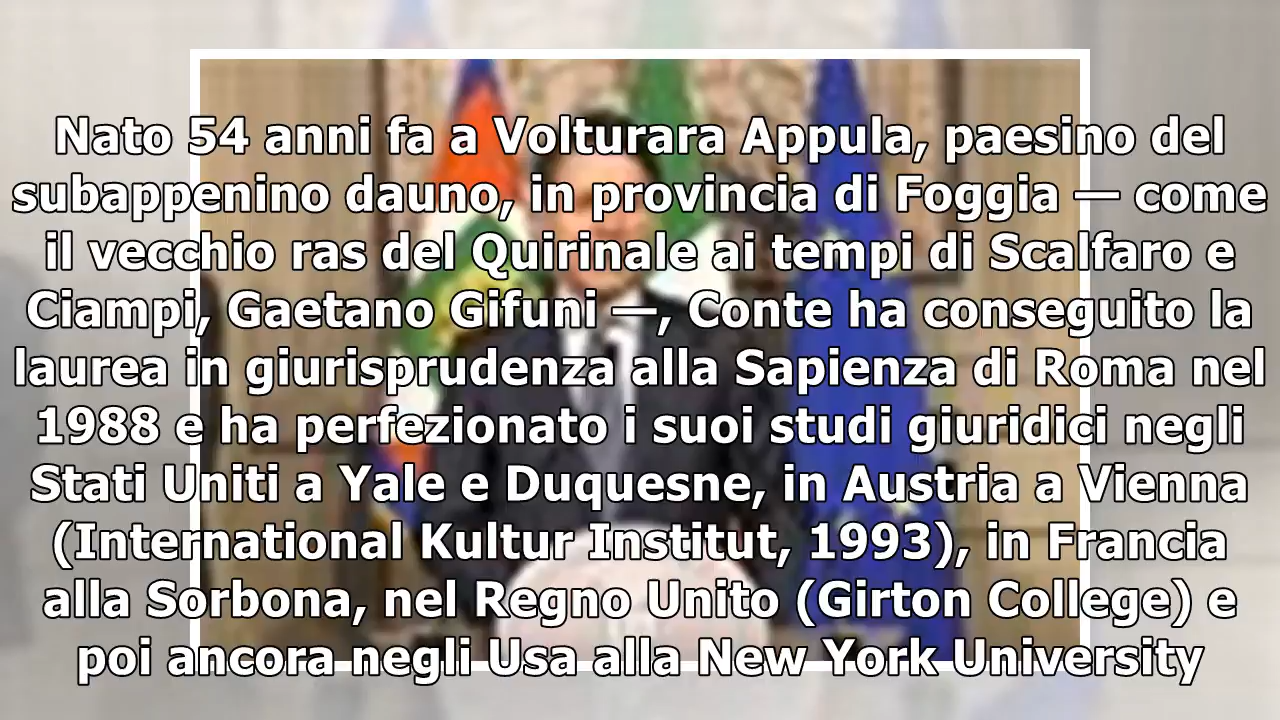 Nato 54 anni fa a Volturara Appula, paesino del
subappenino dauno, in provincia di Foggia — come
il vecchio ras del Quirinale ai tempi di Scalfaro e
Ciampi, Gaetano Gifuni —, Conte ha conseguito la
laurea in giurisprudenza alla Sapienza di Roma nel
1988 e ha perfezionato i suoi studi giuridici negli
Stati Uniti a Yale e Duquesne, in Austria a Vienna
(International Kultur Institut, 1993), in Francia
alla Sorbona, nel Regno Unito (Girton College) e
poi ancora negli Usa alla New York University